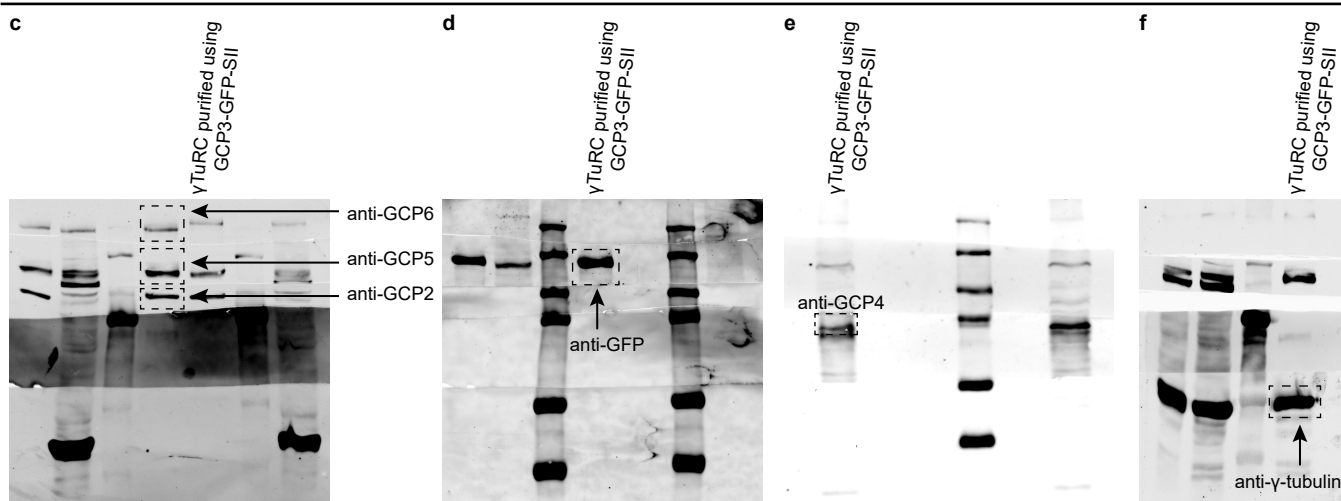 c
γTuRC purified using
GCP3-GFP-SII
anti-GCP6
anti-GCP5
anti-GCP2
d
γTuRC purified using
GCP3-GFP-SII
anti-GFP
e
γTuRC purified using
GCP3-GFP-SII
anti-GCP4
f
γTuRC purified using
GCP3-GFP-SII
anti-γ-tubulin